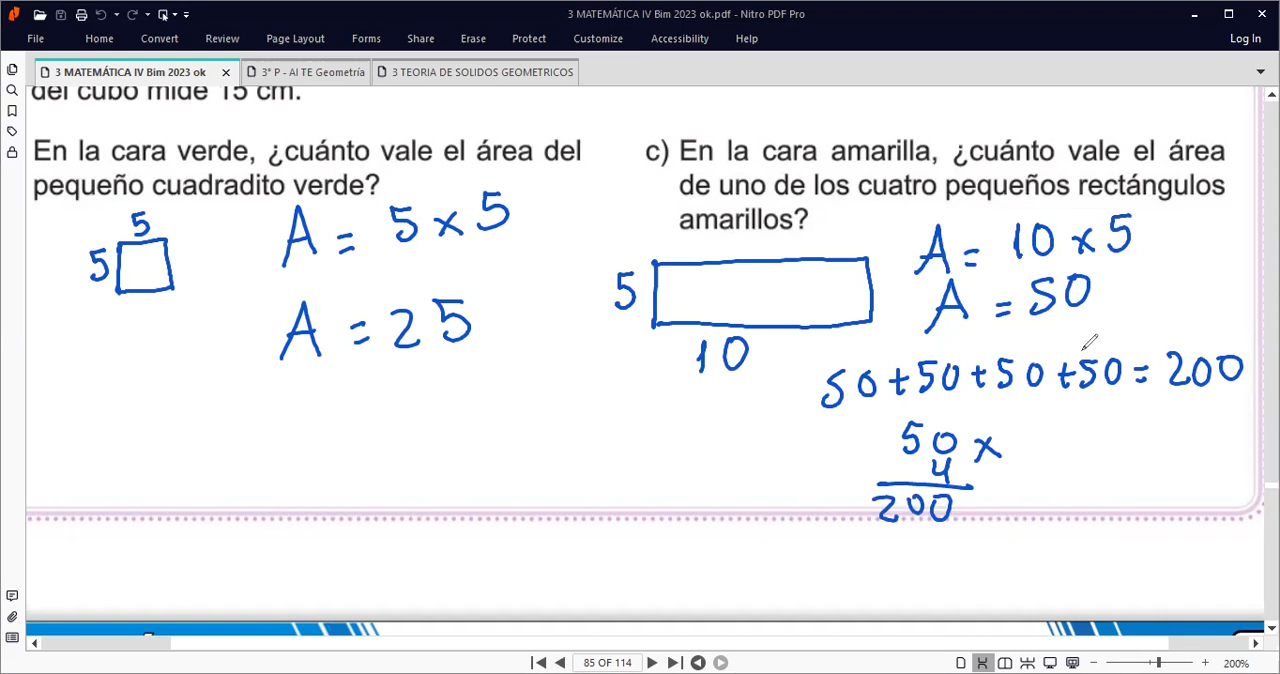 3 MATEMÁTICA IV Bim 2023 ok.pdf - Nitro PDF Pro
File Home Convert Review Page Layout Forms Share Erase Protect Customize Accessibility Help Log In
3 MATEMÁTICA IV Bim 2023 ok x 3° P - AI TE Geometría 3 TEORIA DE SOLIDOS GEOMETRICOS
del cubo mide 15 cm.
En la cara verde, ¿cuánto vale el área del
pequeño cuadradito verde?
5
5
A = 5 x 5
A = 25
c) En la cara amarilla, ¿cuánto vale el área
de uno de los cuatro pequeños rectángulos
amarillos?
A = 10 x 5
5
A = 50
10
50+50+50+50=200
50 x
4
200
85 OF 114
200%